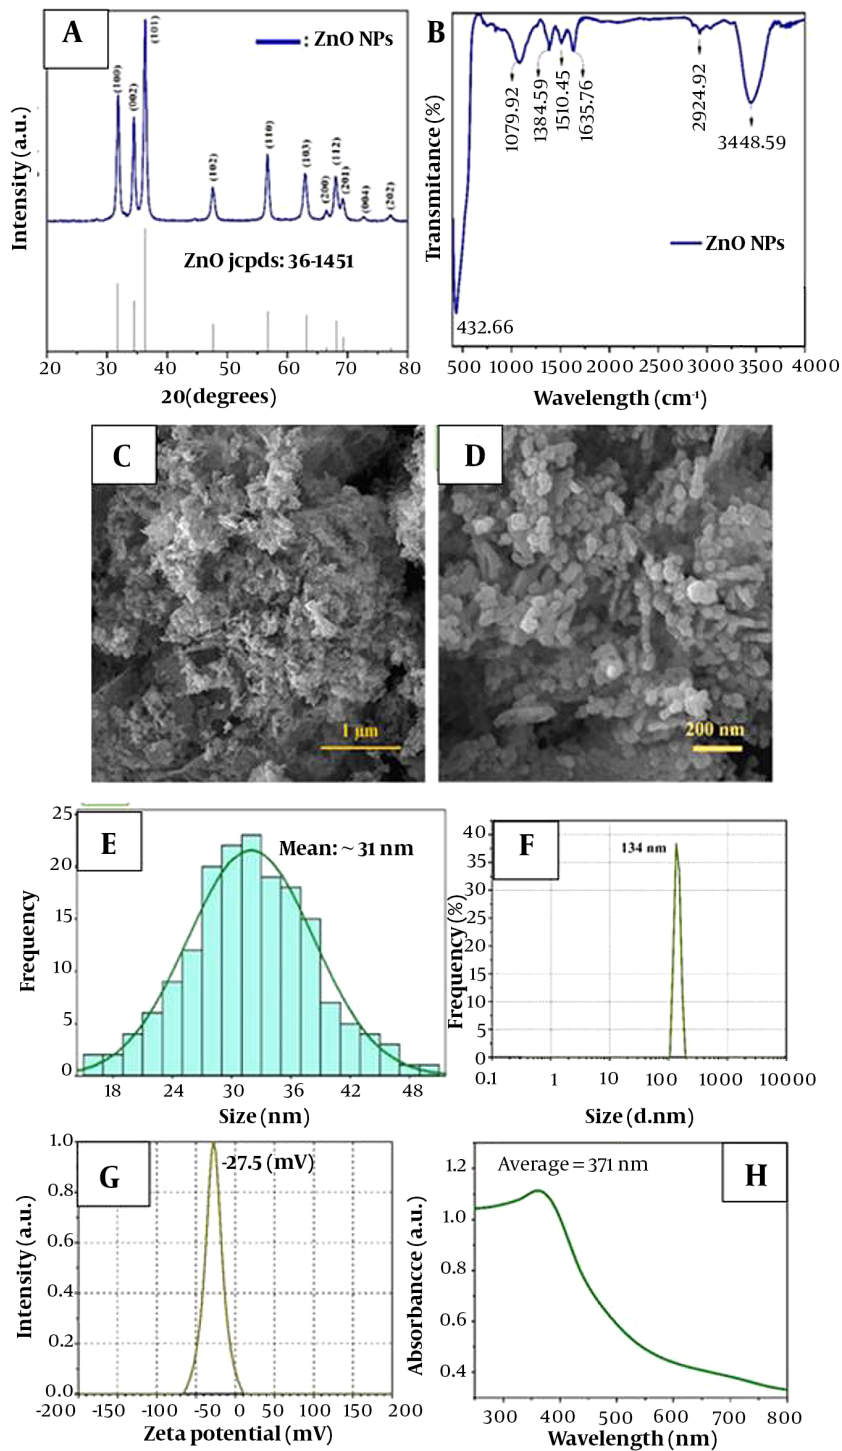 A
: ZnO NPs
(100)
(002)
(101)
(102)
(110)
(103)
(200)
(112)
(201)
(004)
(202)
ZnO jcpds: 36-1451
Intensity (a.u.)
20 30 40 50 60 70 80
20(degrees)
B
1079.92
1384.59
1510.45
1635.76
2924.92
3448.59
ZnO NPs
432.66
Transmitance (%)
500 1000 1500 2000 2500 3000 3500 4000
Wavelength (cm-1)
C
1 µm
D
200 nm
E
Mean: ~ 31 nm
25
20
15
10
5
0
Frequency
18 24 30 36 42 48
Size (nm)
F
134 nm
40
35
30
25
20
15
10
5
0
Frequency (%)
0.1 1 10 100 1000 10000
Size (d.nm)
G
-27.5 (mV)
1.0
0.8
0.6
0.4
0.2
0.0
Intensity (a.u.)
-200 -150 -100 -50 0 50 100 150 200
Zeta potential (mV)
H
Average = 371 nm
1.2
1.0
0.8
0.6
0.4
Absorbancce (a.u.)
300 400 500 600 700 800
Wavelength (nm)